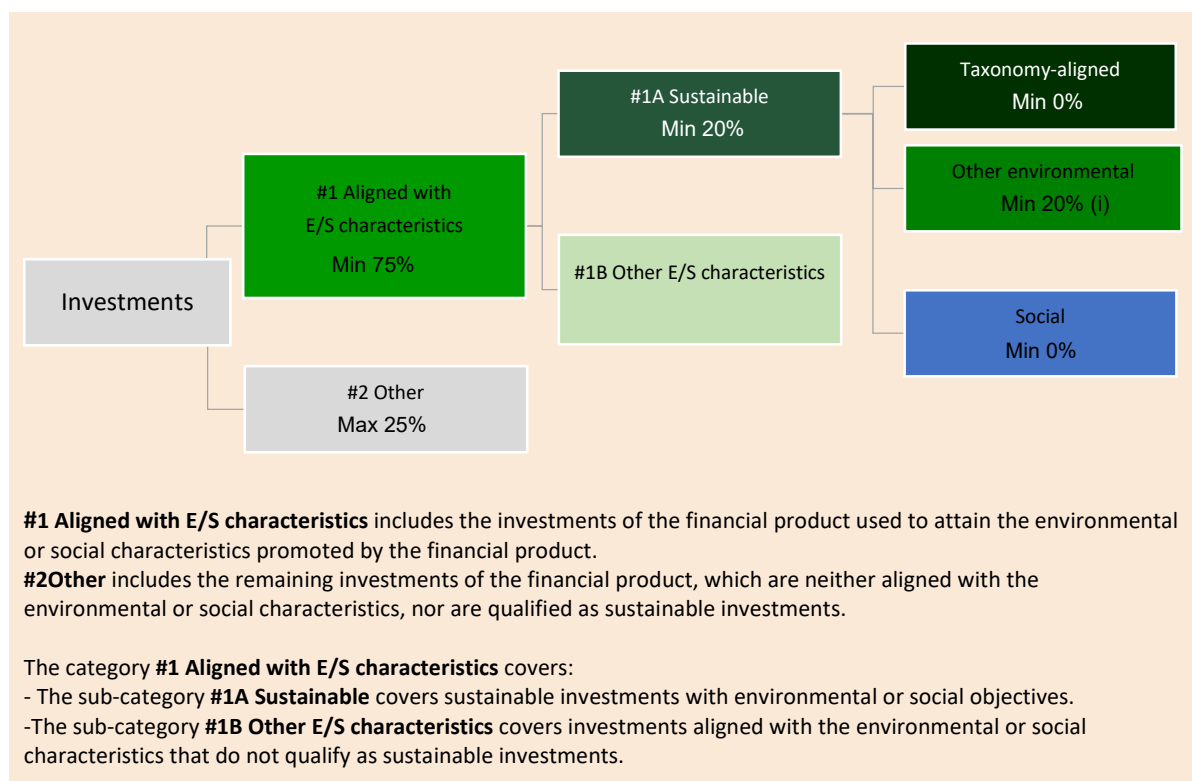 Investments
#1 Aligned with
E/S characteristics
Min 75%
#2 Other
Max 25%
#1A Sustainable
Min 20%
#1B Other E/S characteristics
Taxonomy-aligned
Min 0%
Other environmental
Min 20% (i)
Social
Min 0%
#1 Aligned with E/S characteristics includes the investments of the financial product used to attain the environmental
or social characteristics promoted by the financial product.
#2Other includes the remaining investments of the financial product, which are neither aligned with the
environmental or social characteristics, nor are qualified as sustainable investments.
The category #1 Aligned with E/S characteristics covers:
- The sub-category #1A Sustainable covers sustainable investments with environmental or social objectives.
-The sub-category #1B Other E/S characteristics covers investments aligned with the environmental or social
characteristics that do not qualify as sustainable investments.